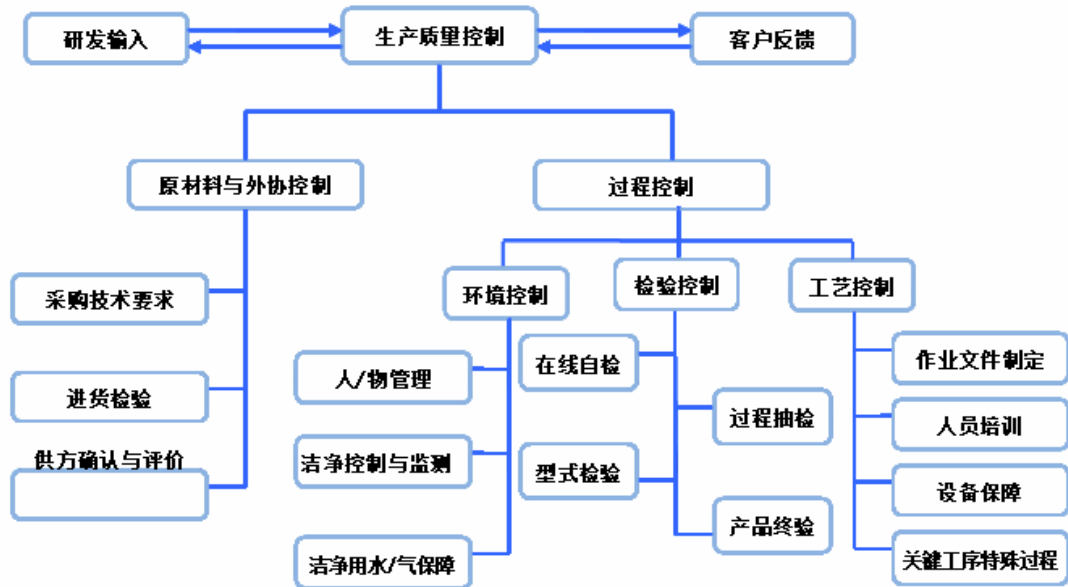 研发输入
生产质量控制
客户反馈
原材料与外协控制
过程控制
环境控制
检验控制
工艺控制
采购技术要求
进货检验
供方确认与评价
人/物管理
洁净控制与监测
洁净用水/气保障
在线自检
型式检验
过程抽检
产品终验
作业文件制定
人员培训
设备保障
关键工序特殊过程